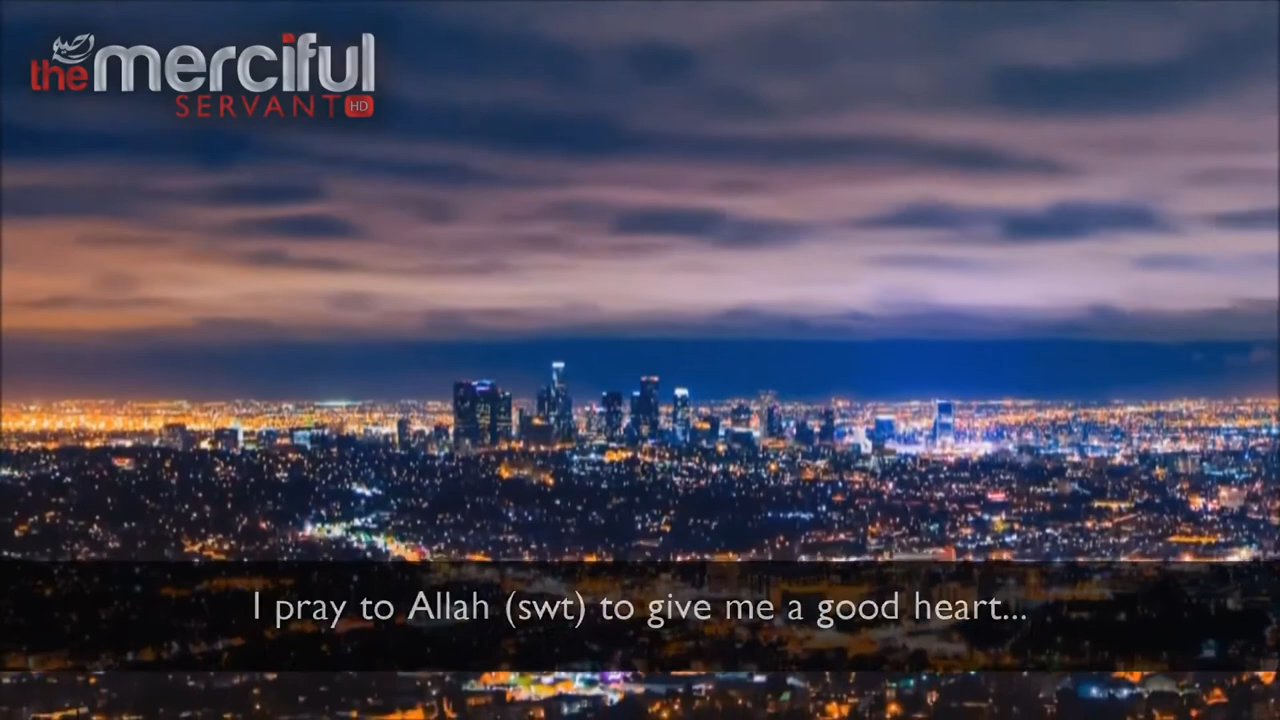 the merciful
SERVANT HD
I pray to Allah (swt) to give me a good heart...